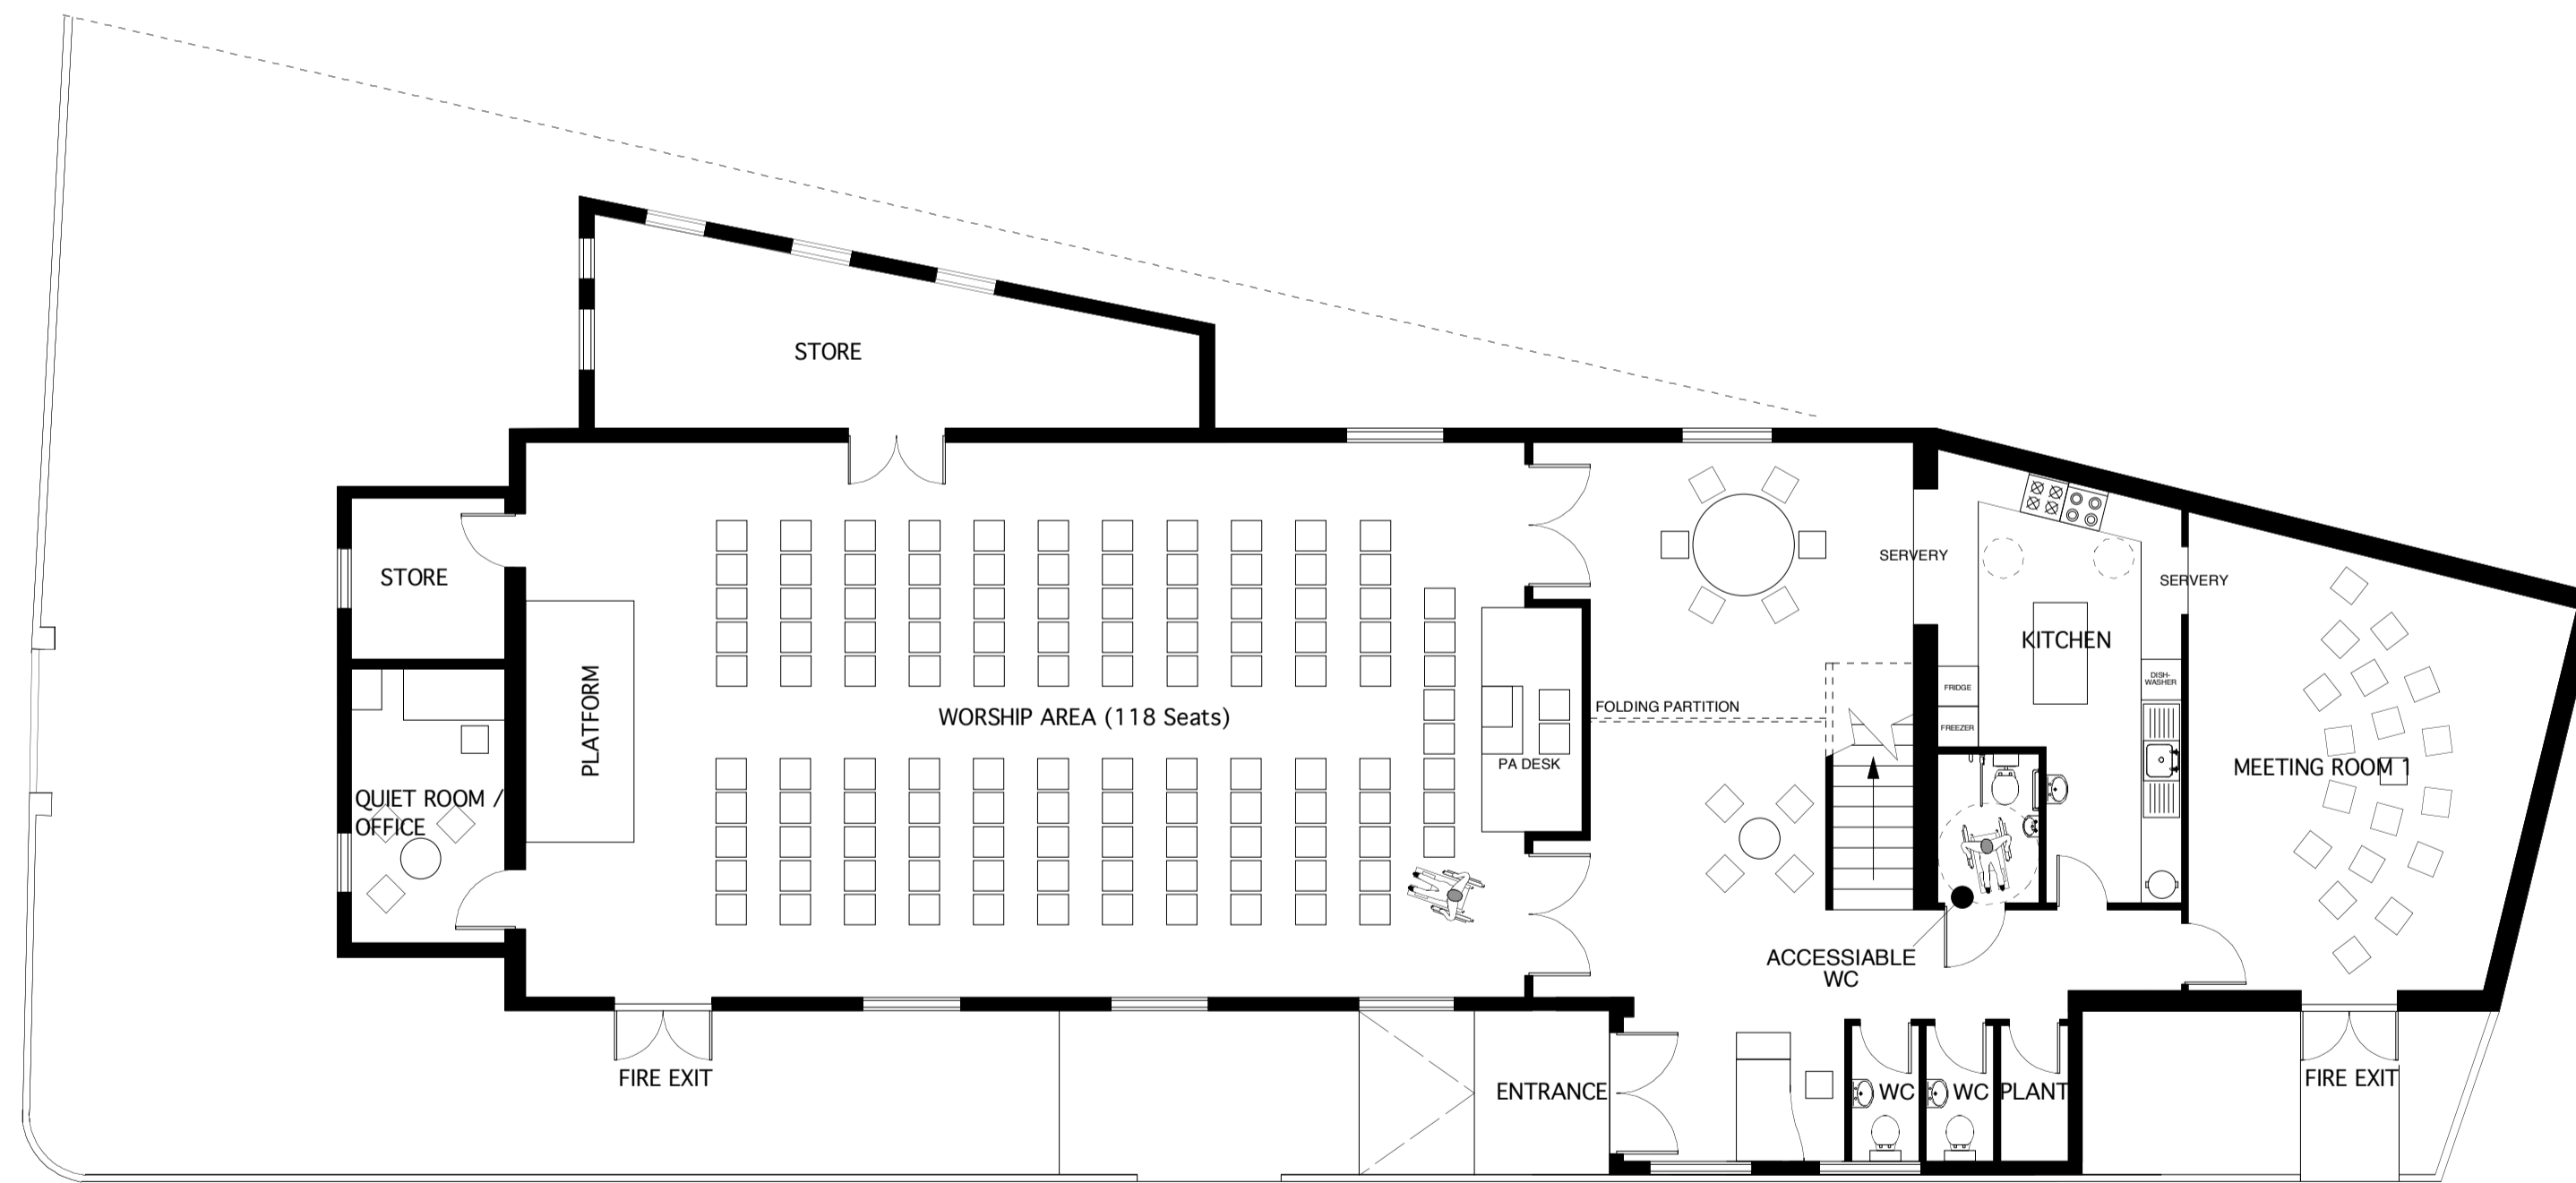 STORE
STORE
PLATFORM
WORSHIP AREA (118 Seats)
PA DESK
QUIET ROOM /
OFFICE
FOLDING PARTITION
SERVERY
SERVERY
KITCHEN
FRIDGE
FREEZER
DISH-
WASHER
MEETING ROOM 1
ACCESSIABLE
WC
FIRE EXIT
ENTRANCE
WC
WC
PLANT
FIRE EXIT